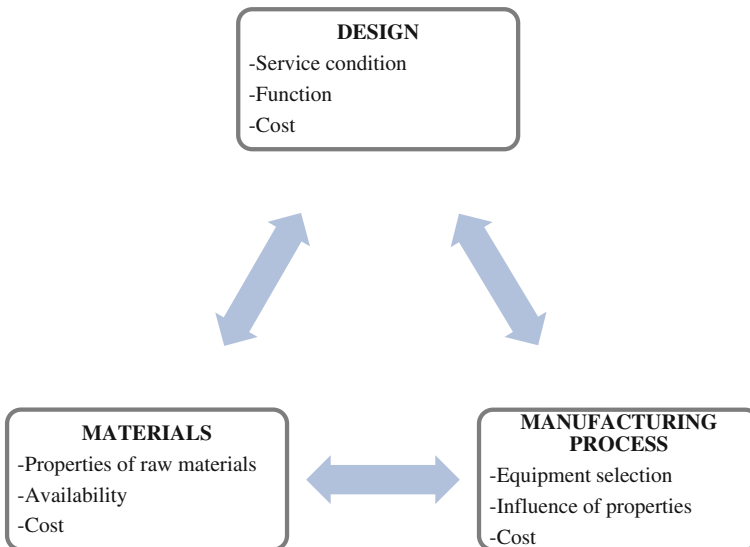 DESIGN
-Service condition
-Function
-Cost
MATERIALS
-Properties of raw materials
-Availability
-Cost
MANUFACTURING
PROCESS
-Equipment selection
-Influence of properties
-Cost